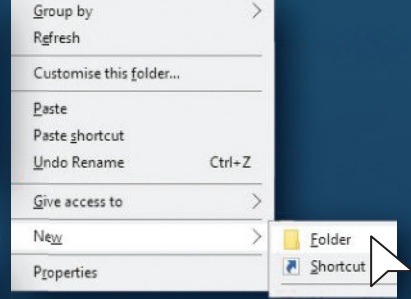 Group by
Refresh
Customise this folder...
Paste
Paste shortcut
Undo Rename Ctrl+Z
Give access to
New
Folder
Shortcut
Properties